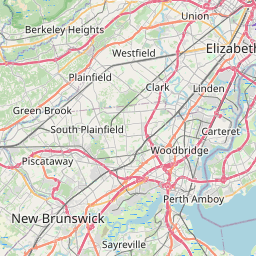 Union
Berkeley Heights
Westfield
Elizabeth
Plainfield
Clark
Linden
Green Brook
South Plainfield
Carteret
Woodbridge
Piscataway
Perth Amboy
New Brunswick
Sayreville